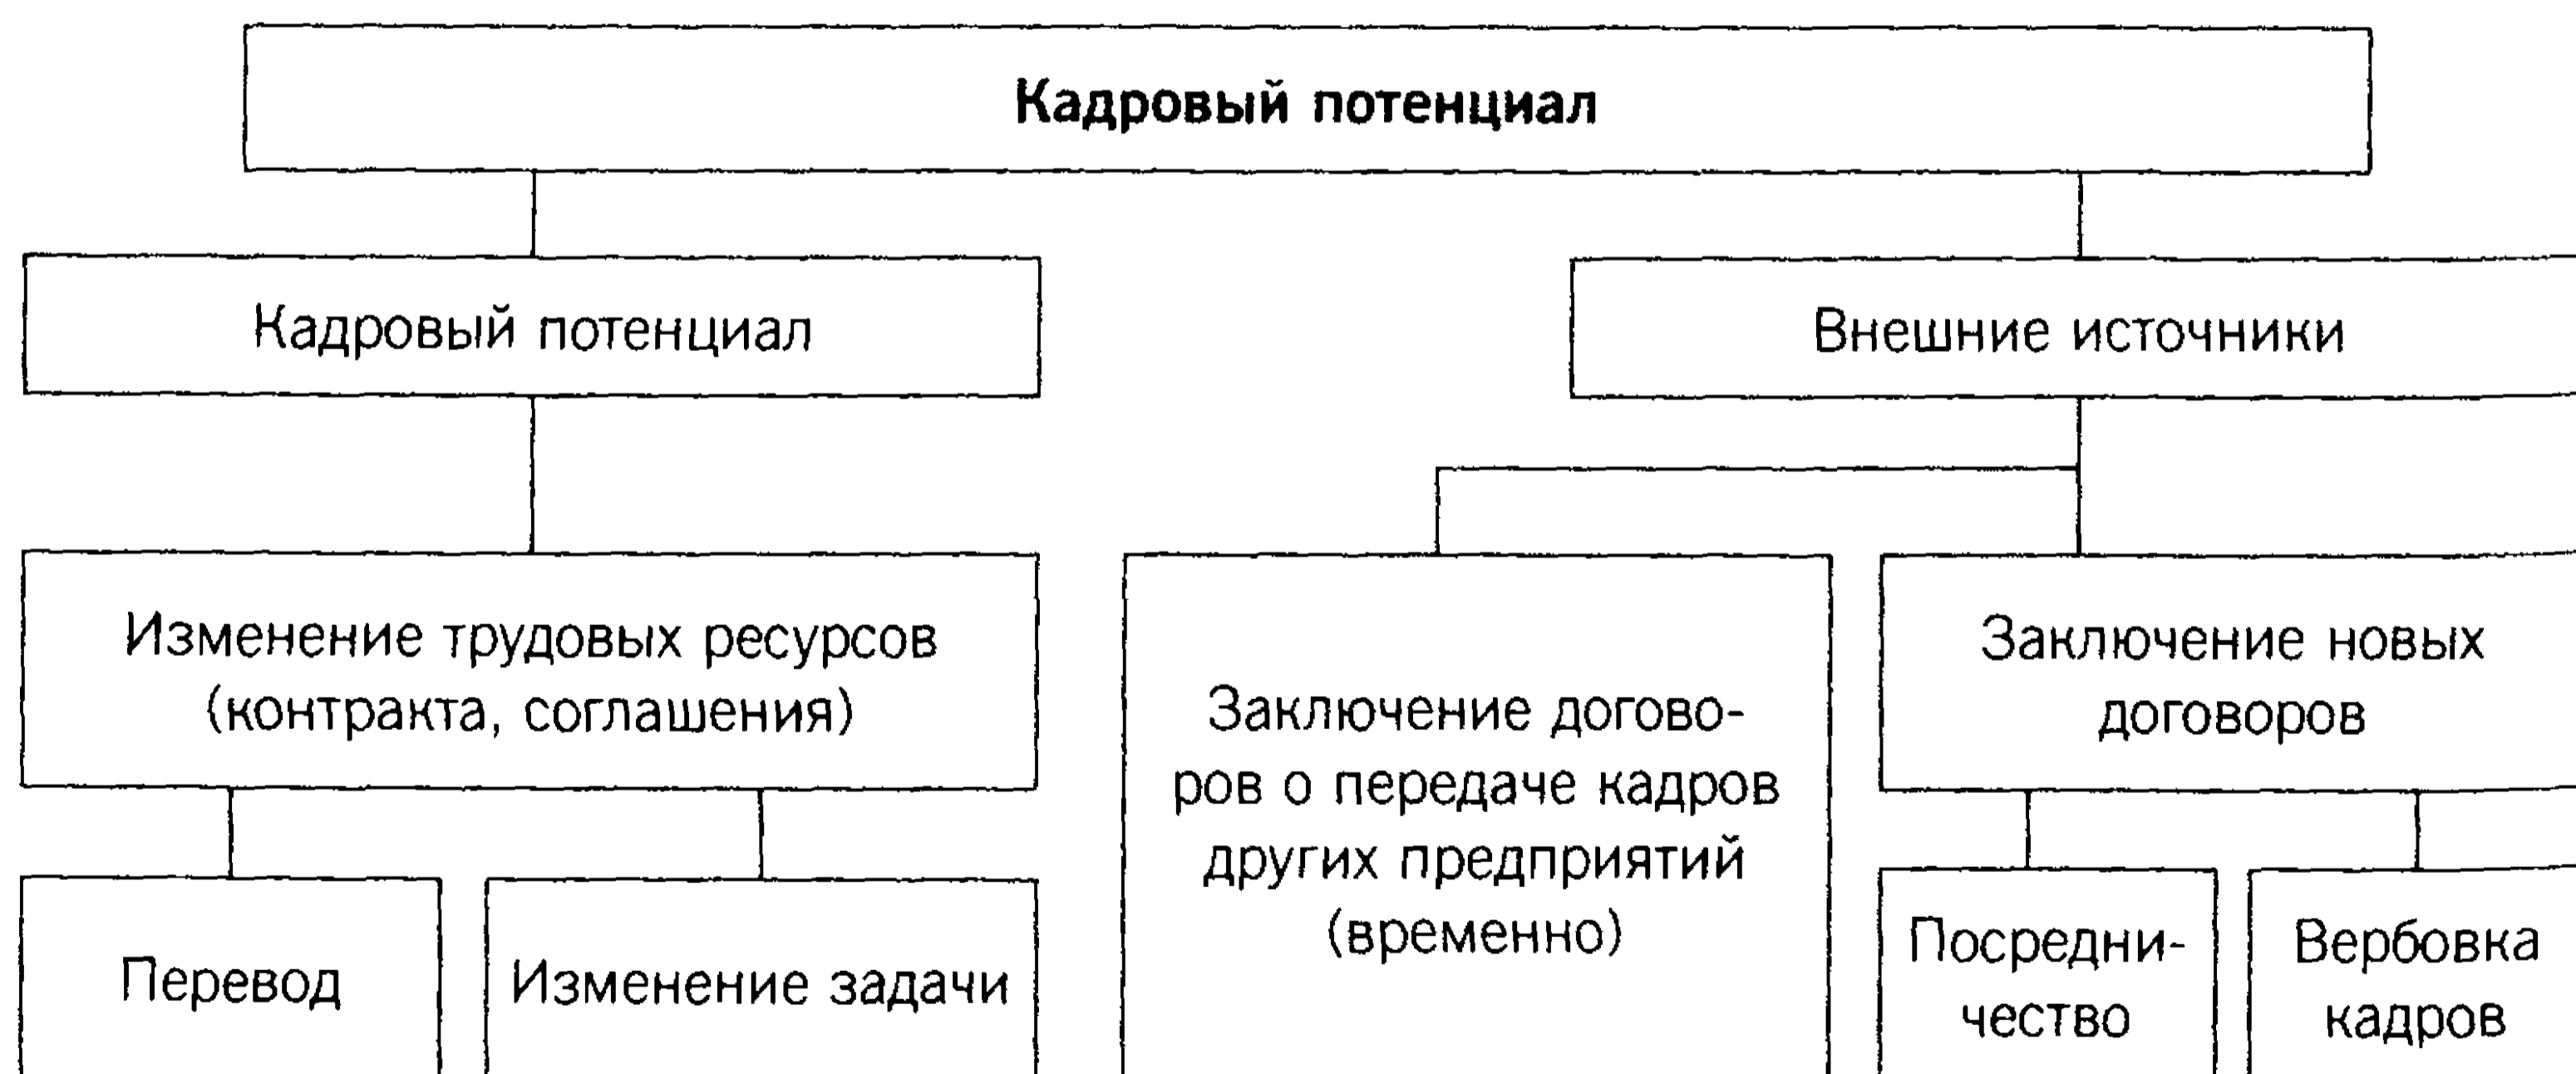 Кадровый потенциал
Кадровый потенциал
Внешние источники
Изменение трудовых ресурсов
(контракта, соглашения)
Заключение догово-
ров о передаче кадров
других предприятий
(временно)
Заключение новых
договоров
Перевод
Изменение задачи
Посредни-
чество
Вербовка
кадров